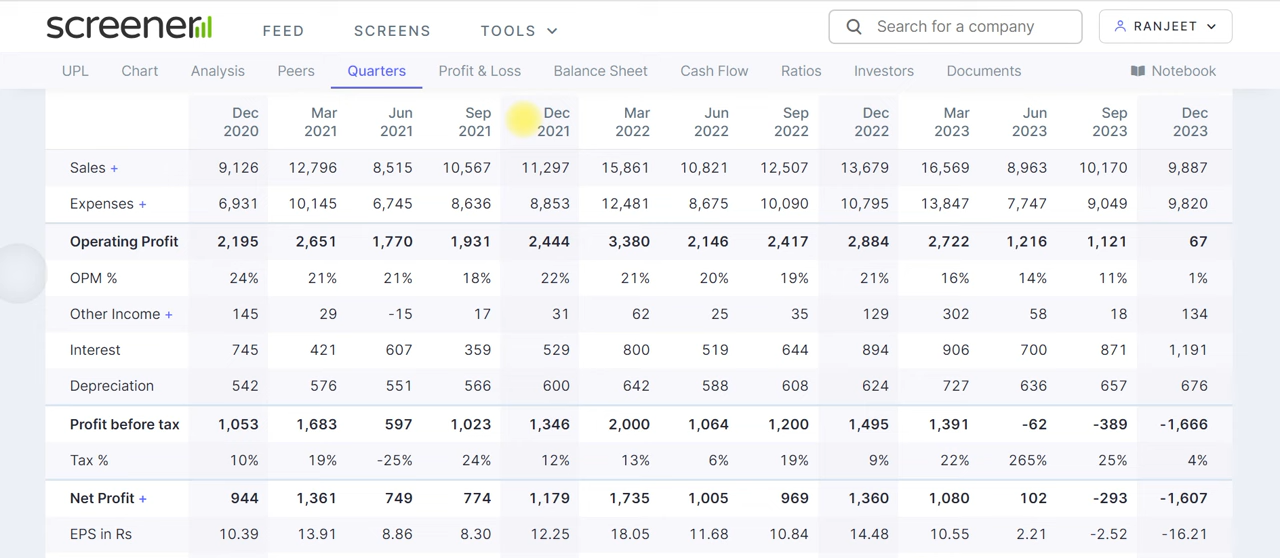 screener FEED SCREENS TOOLS Search for a company RANJEET
UPL Chart Analysis Peers Quarters Profit & Loss Balance Sheet Cash Flow Ratios Investors Documents Notebook
Dec 2020 Mar 2021 Jun 2021 Sep 2021 Dec 2021 Mar 2022 Jun 2022 Sep 2022 Dec 2022 Mar 2023 Jun 2023 Sep 2023 Dec 2023
Sales + 9,126 12,796 8,515 10,567 11,297 15,861 10,821 12,507 13,679 16,569 8,963 10,170 9,887
Expenses + 6,931 10,145 6,745 8,636 8,853 12,481 8,675 10,090 10,795 13,847 7,747 9,049 9,820
Operating Profit 2,195 2,651 1,770 1,931 2,444 3,380 2,146 2,417 2,884 2,722 1,216 1,121 67
OPM % 24% 21% 21% 18% 22% 21% 20% 19% 21% 16% 14% 11% 1%
Other Income + 145 29 -15 17 31 62 25 35 129 302 58 18 134
Interest 745 421 607 359 529 800 519 644 894 906 700 871 1,191
Depreciation 542 576 551 566 600 642 588 608 624 727 636 657 676
Profit before tax 1,053 1,683 597 1,023 1,346 2,000 1,064 1,200 1,495 1,391 -62 -389 -1,666
Tax % 10% 19% -25% 24% 12% 13% 6% 19% 9% 22% 265% 25% 4%
Net Profit + 944 1,361 749 774 1,179 1,735 1,005 969 1,360 1,080 102 -293 -1,607
EPS in Rs 10.39 13.91 8.86 8.30 12.25 18.05 11.68 10.84 14.48 10.55 2.21 -2.52 -16.21